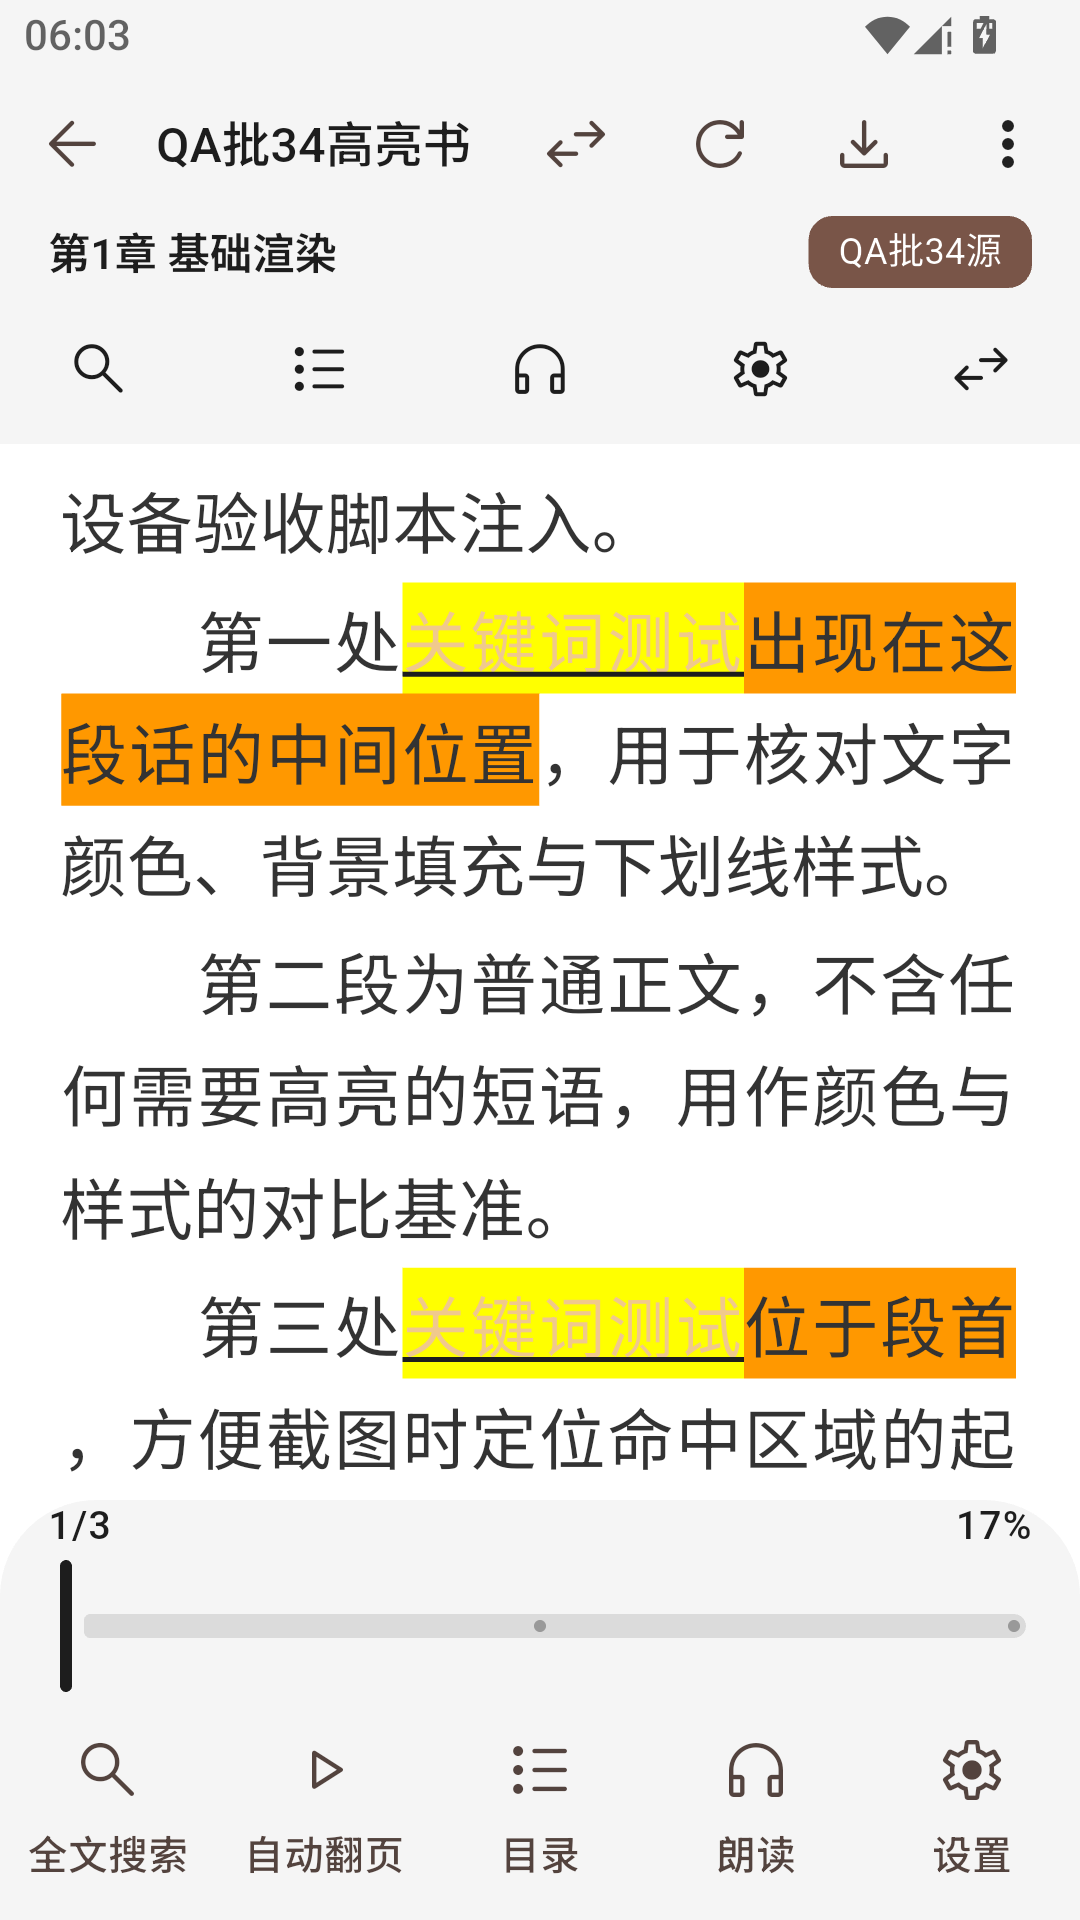 06:03
QA批34高亮书
第1章 基础渲染
QA批34源
设备验收脚本注入。
第一处关键词测试出现在这
段话的中间位置，用于核对文字
颜色、背景填充与下划线样式。
第二段为普通正文，不含任
何需要高亮的短语，用作颜色与
样式的对比基准。
第三处关键词测试位于段首
，方便截图时定位命中区域的起
1/3
17%
全文搜索
自动翻页
目录
朗读
设置